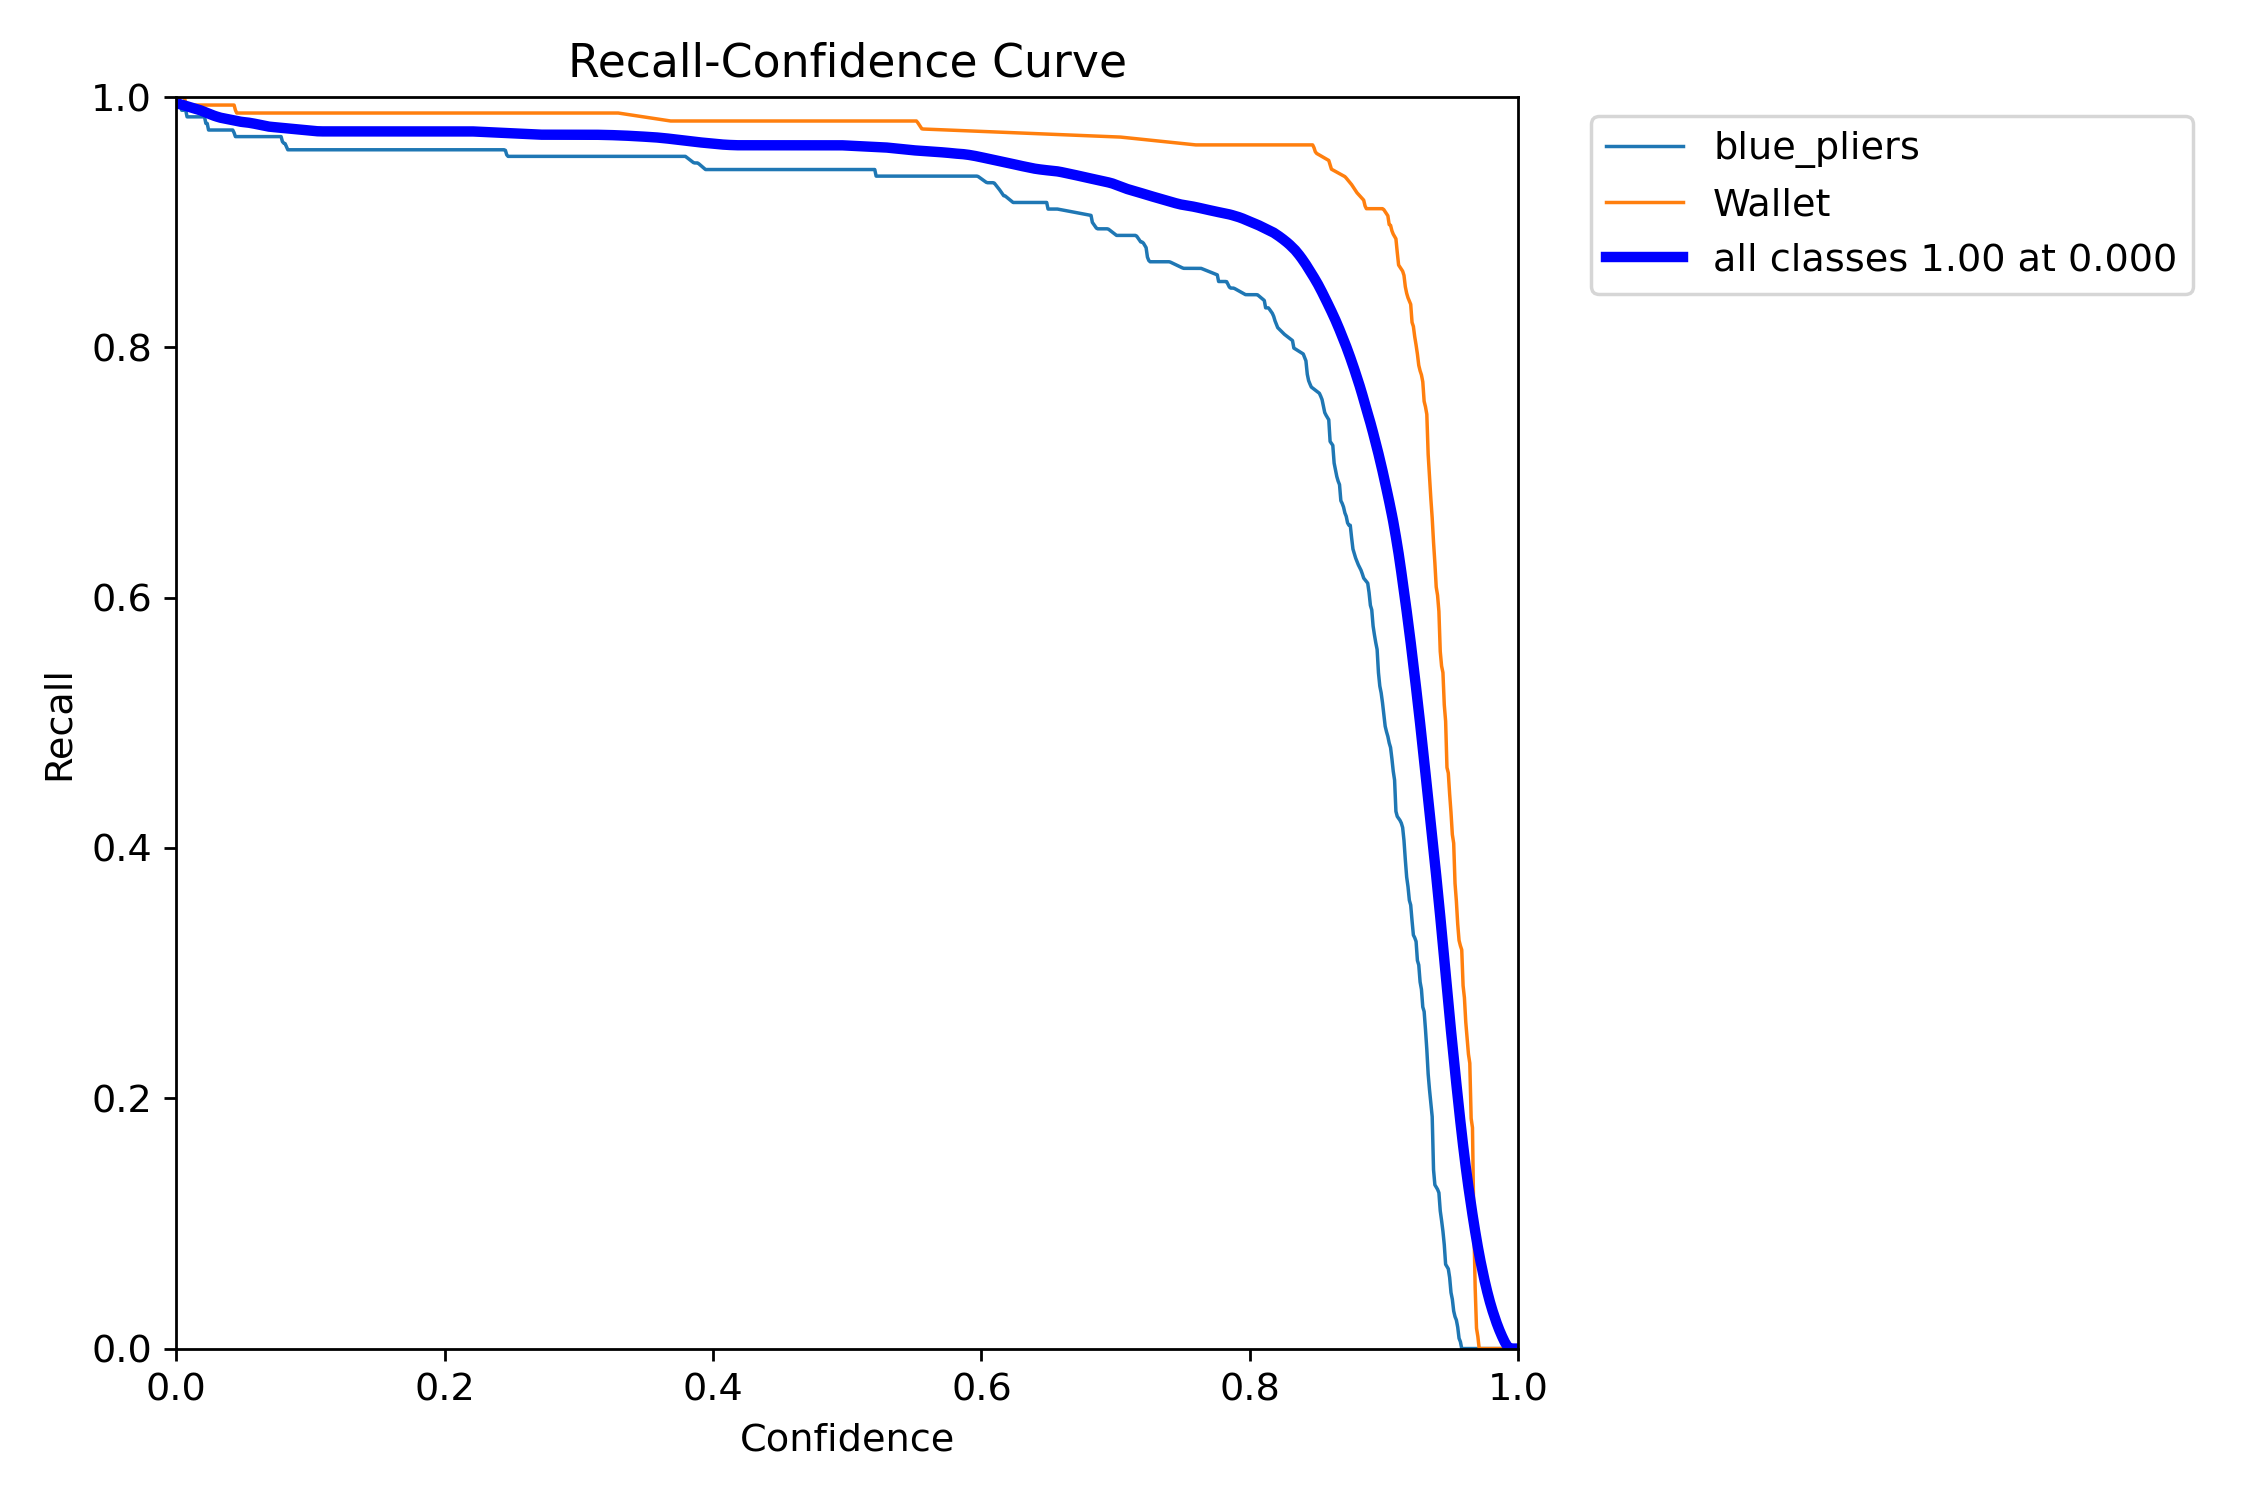 Recall-Confidence Curve
1.0
0.8
0.6
0.4
0.2
0.0
Recall
0.0 0.2 0.4 0.6 0.8 1.0
Confidence
blue_pliers
Wallet
all classes 1.00 at 0.000